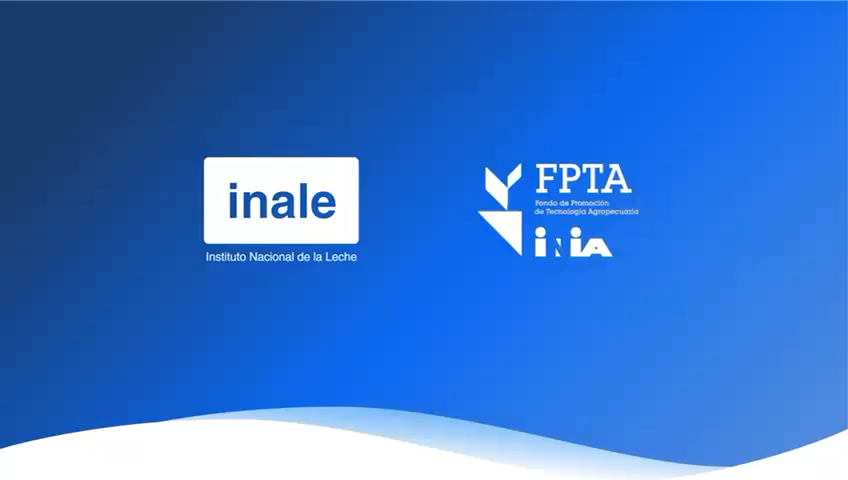 inale
Instituto Nacional de la Leche
FPTA
Fondo de Promoción
de Tecnología Agropecuaria
iNiA